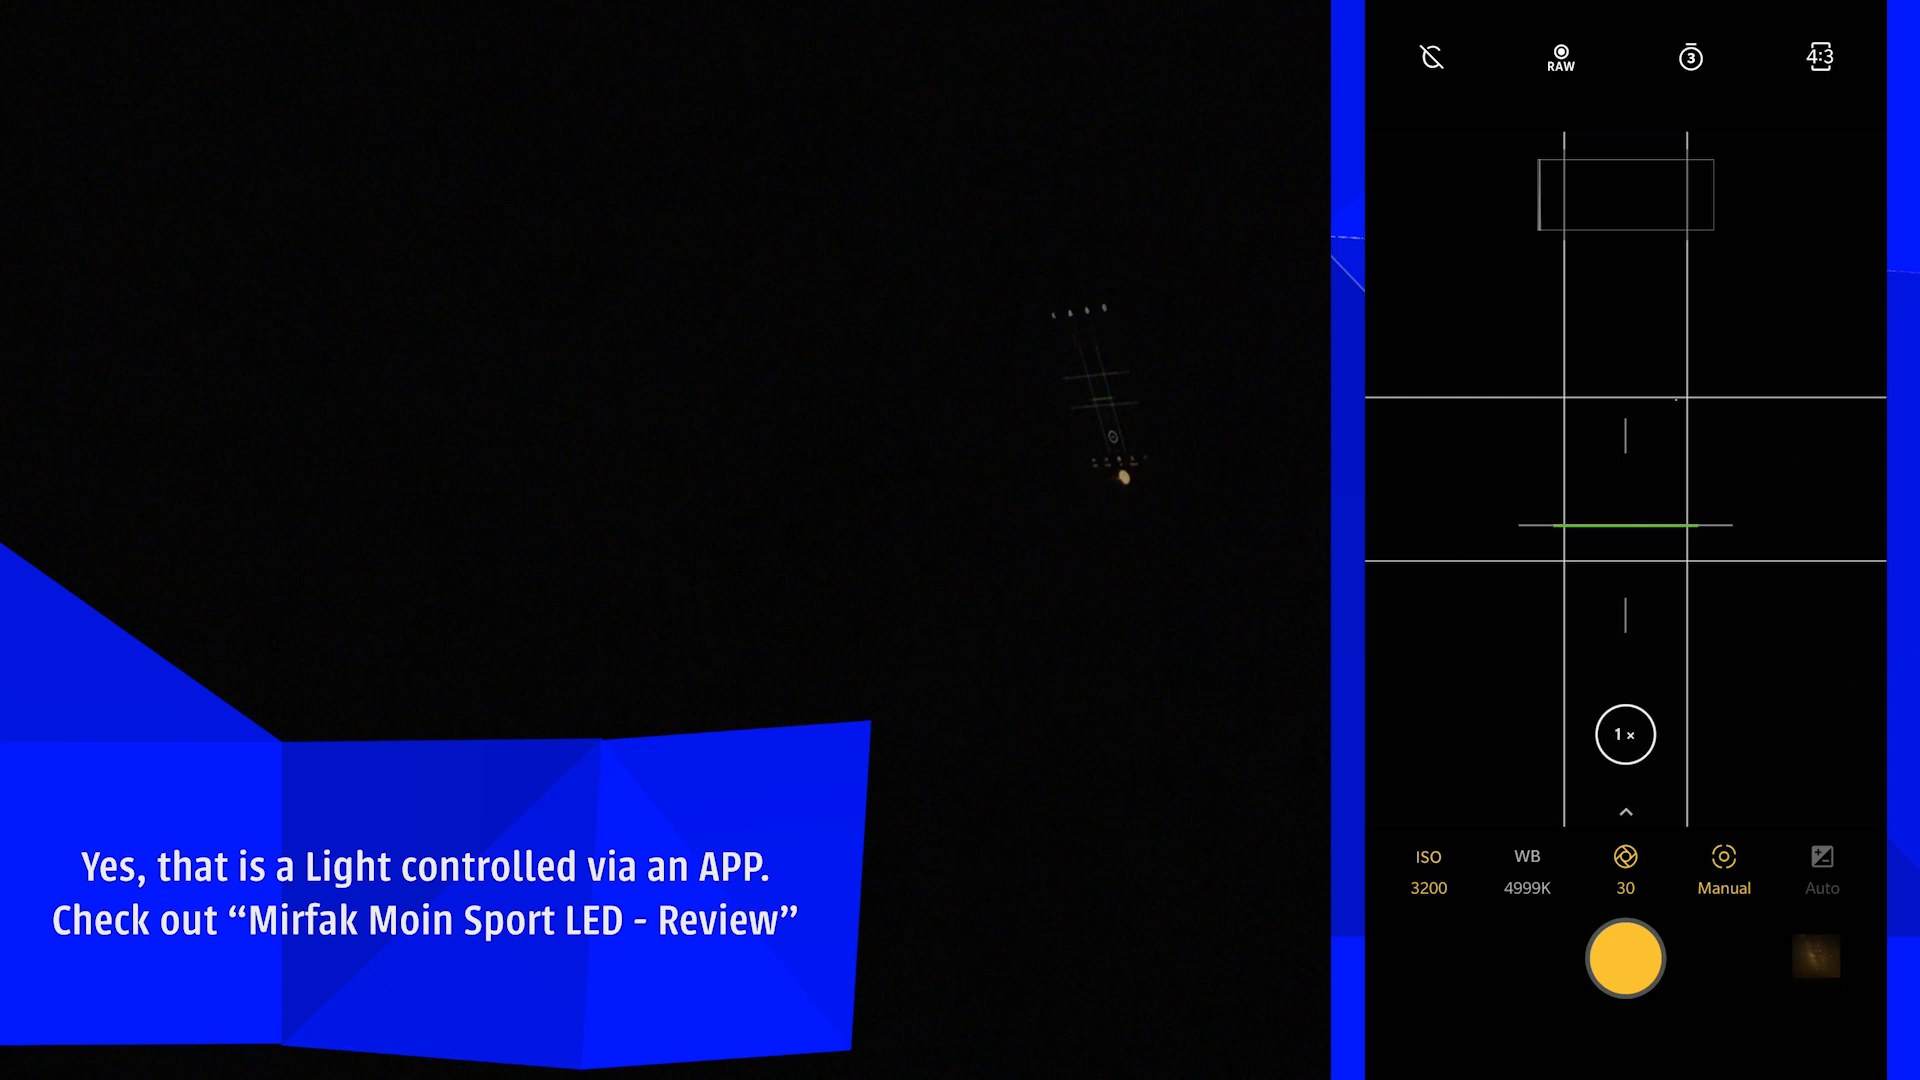 RAW
3
4:3
1 ×
ISO WB
3200 4999K 30 Manual Auto
Yes, that is a Light controlled via an APP.
Check out “Mirfak Moin Sport LED - Review”